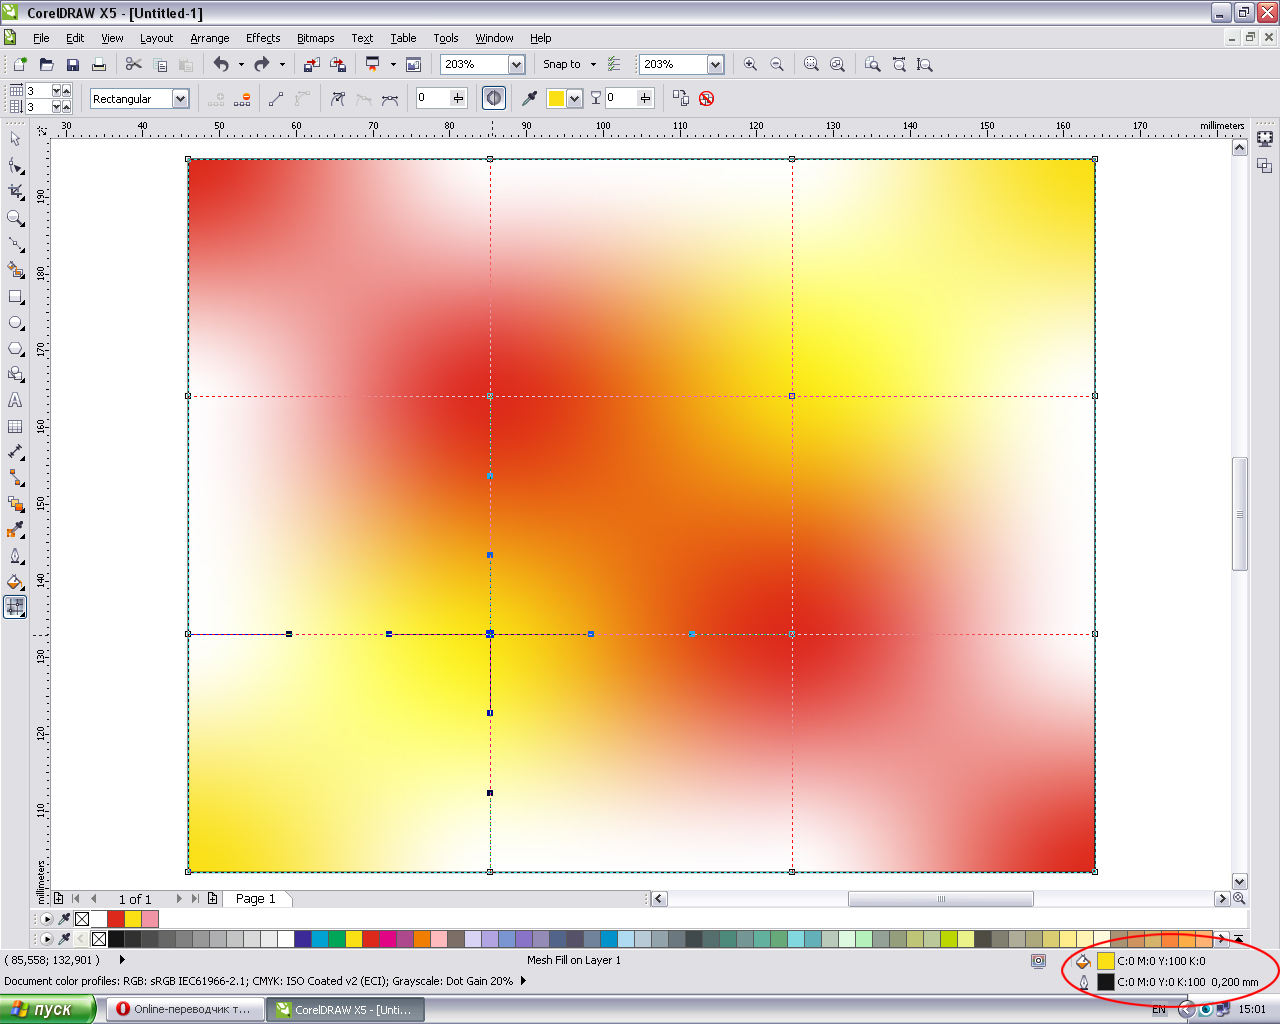 CorelDRAW X5 - [Untitled-1]
File Edit View Layout Arrange Effects Bitmaps Text Table Tools Window Help
203% Snap to 203%
3
3
Rectangular 0 0
30 40 50 60 70 80 90 100 110 120 130 140 150 160 170 millimeters
190
180
170
160
150
140
130
120
110
millimeters
1 of 1 Page 1
( 85,558; 132,901 ) Mesh Fill on Layer 1 C:0 M:0 Y:100 K:0
Document color profiles: RGB: sRGB IEC61966-2.1; CMYK: ISO Coated v2 (ECI); Grayscale: Dot Gain 20% C:0 M:0 Y:0 K:100 0,200 mm
пуск Online-переводчик т... CorelDRAW X5 - [Unti... EN 15:01